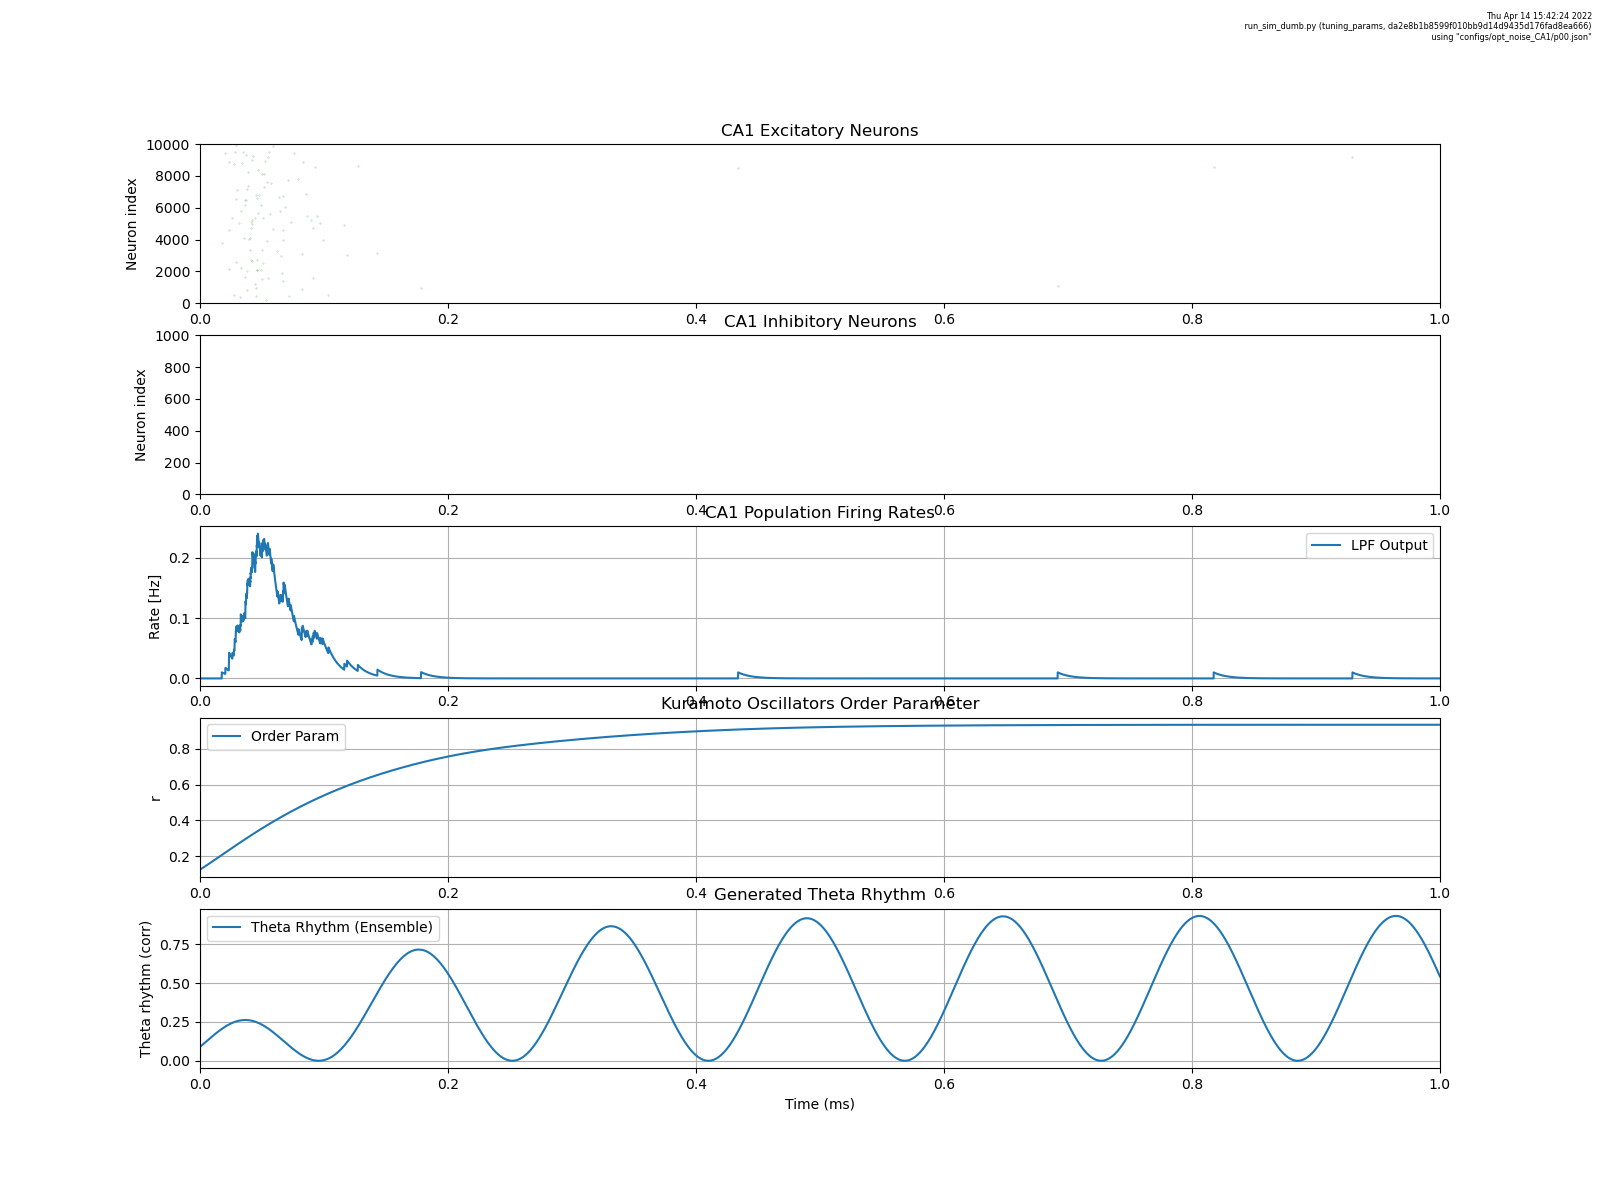 Thu Apr 14 15:42:24 2022
run_sim_dumb.py (tuning_params, da2e8b1b8599f010bb9d14d9435d176fad8ea666)
using "configs/opt_noise_CA1/p00.json"
CA1 Excitatory Neurons
10000
8000
6000
4000
2000
0
Neuron index
0.0 0.2 0.4 0.6 0.8 1.0
CA1 Inhibitory Neurons
1000
800
600
400
200
0
Neuron index
0.0 0.2 0.4 0.6 0.8 1.0
CA1 Population Firing Rates
LPF Output
0.2
0.1
0.0
Rate [Hz]
0.0 0.2 0.4 0.6 0.8 1.0
Kuramoto Oscillators Order Parameter
Order Param
0.8
0.6
0.4
0.2
r
0.0 0.2 0.4 0.6 0.8 1.0
Generated Theta Rhythm
Theta Rhythm (Ensemble)
0.75
0.50
0.25
0.00
Theta rhythm (corr)
0.0 0.2 0.4 0.6 0.8 1.0
Time (ms)